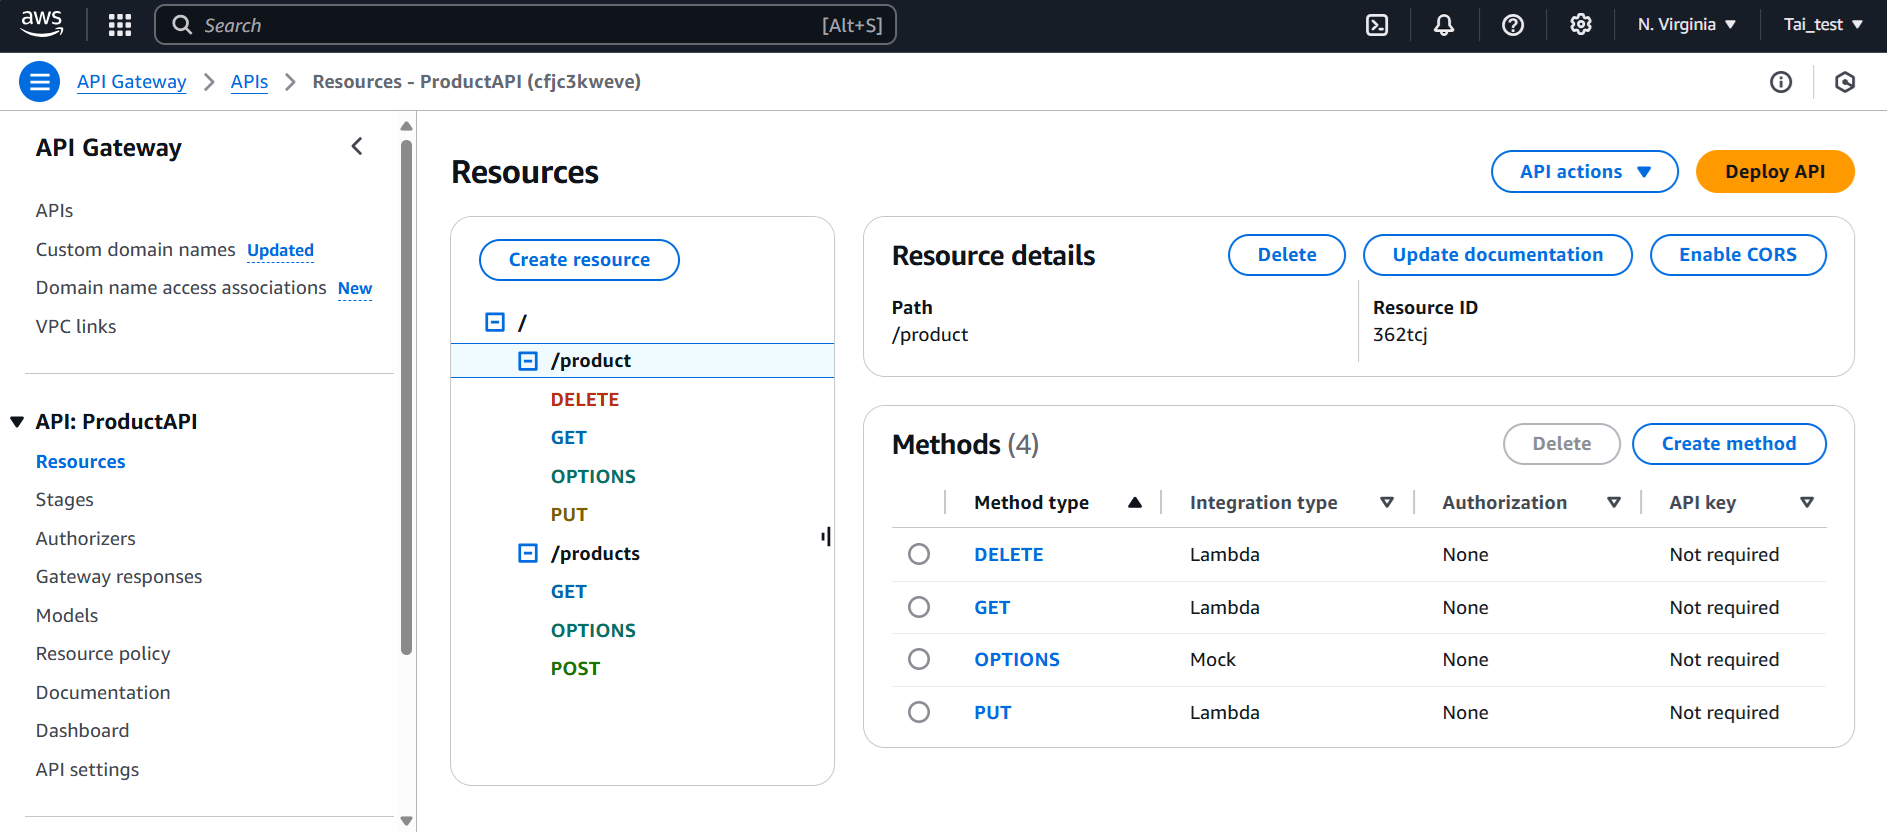 aws Search [Alt+S] N. Virginia Tai_test
API Gateway APIs Resources - ProductAPI (cfjc3kweve)
API Gateway
APIs
Custom domain names Updated
Domain name access associations New
VPC links
API: ProductAPI
Resources
Stages
Authorizers
Gateway responses
Models
Resource policy
Documentation
Dashboard
API settings
Resources
API actions Deploy API
Create resource
/
/product
DELETE
GET
OPTIONS
PUT
/products
GET
OPTIONS
POST
Resource details Delete Update documentation Enable CORS
Path Resource ID
/product 362tcj
Methods (4) Delete Create method
Method type Integration type Authorization API key
DELETE Lambda None Not required
GET Lambda None Not required
OPTIONS Mock None Not required
PUT Lambda None Not required